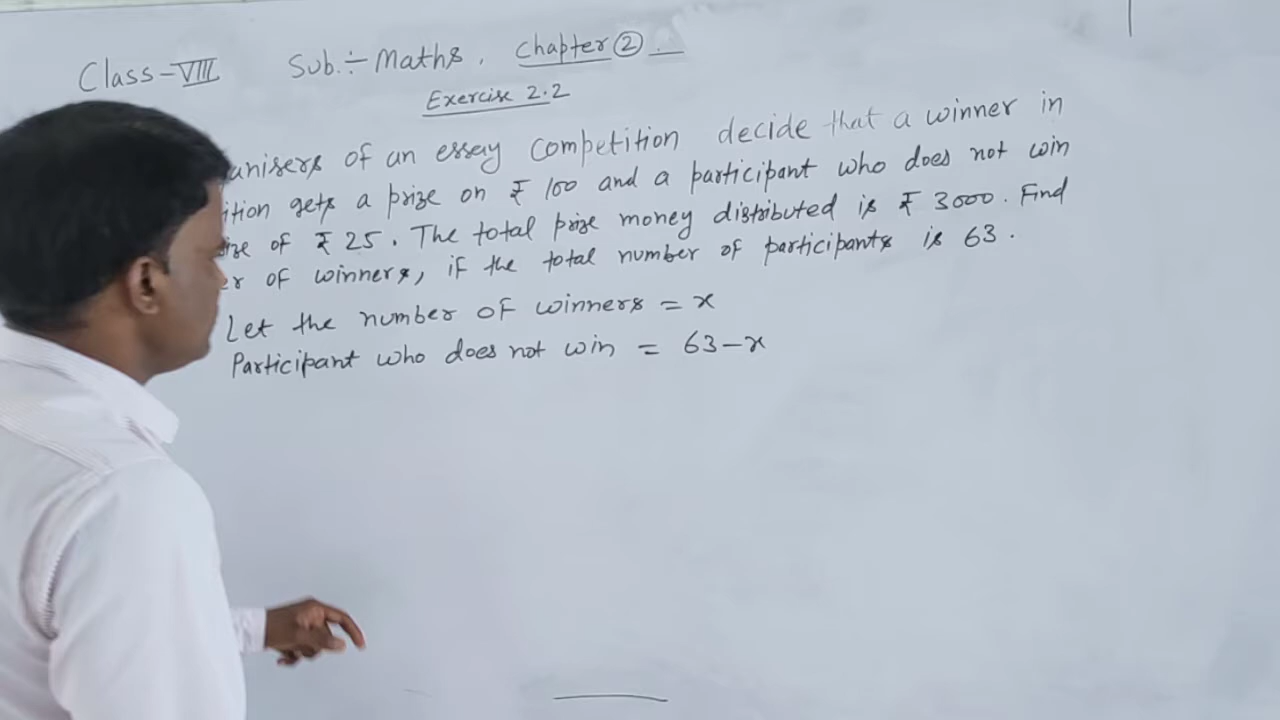 Class-VIII Sub.÷ Maths, Chapter ②
Exercise 2.2
anisers of an essay competition decide that a winner in
ition gets a prize on ₹ 100 and a participant who does not win
ize of ₹ 25. The total prize money distributed is ₹ 3000. Find
er of winners, if the total number of participants is 63.
Let the number of winners = x
Participant who does not win = 63-x